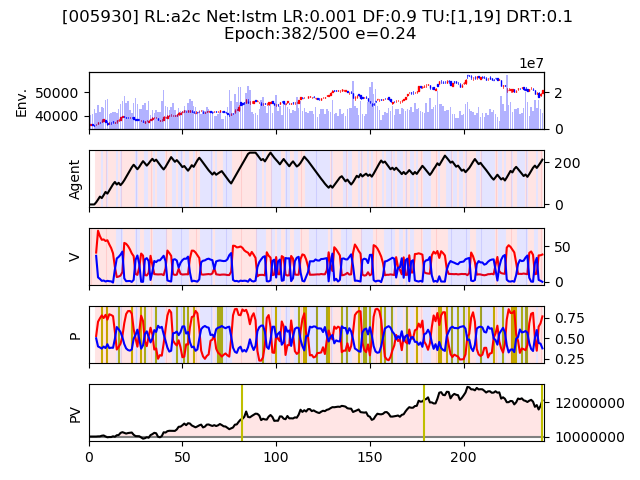 [005930] RL:a2c Net:lstm LR:0.001 DF:0.9 TU:[1,19] DRT:0.1
Epoch:382/500 e=0.24
1e7
Env.
50000
40000
2
0
Agent
200
0
V
50
0
P
0.75
0.50
0.25
PV
12000000
10000000
0 50 100 150 200